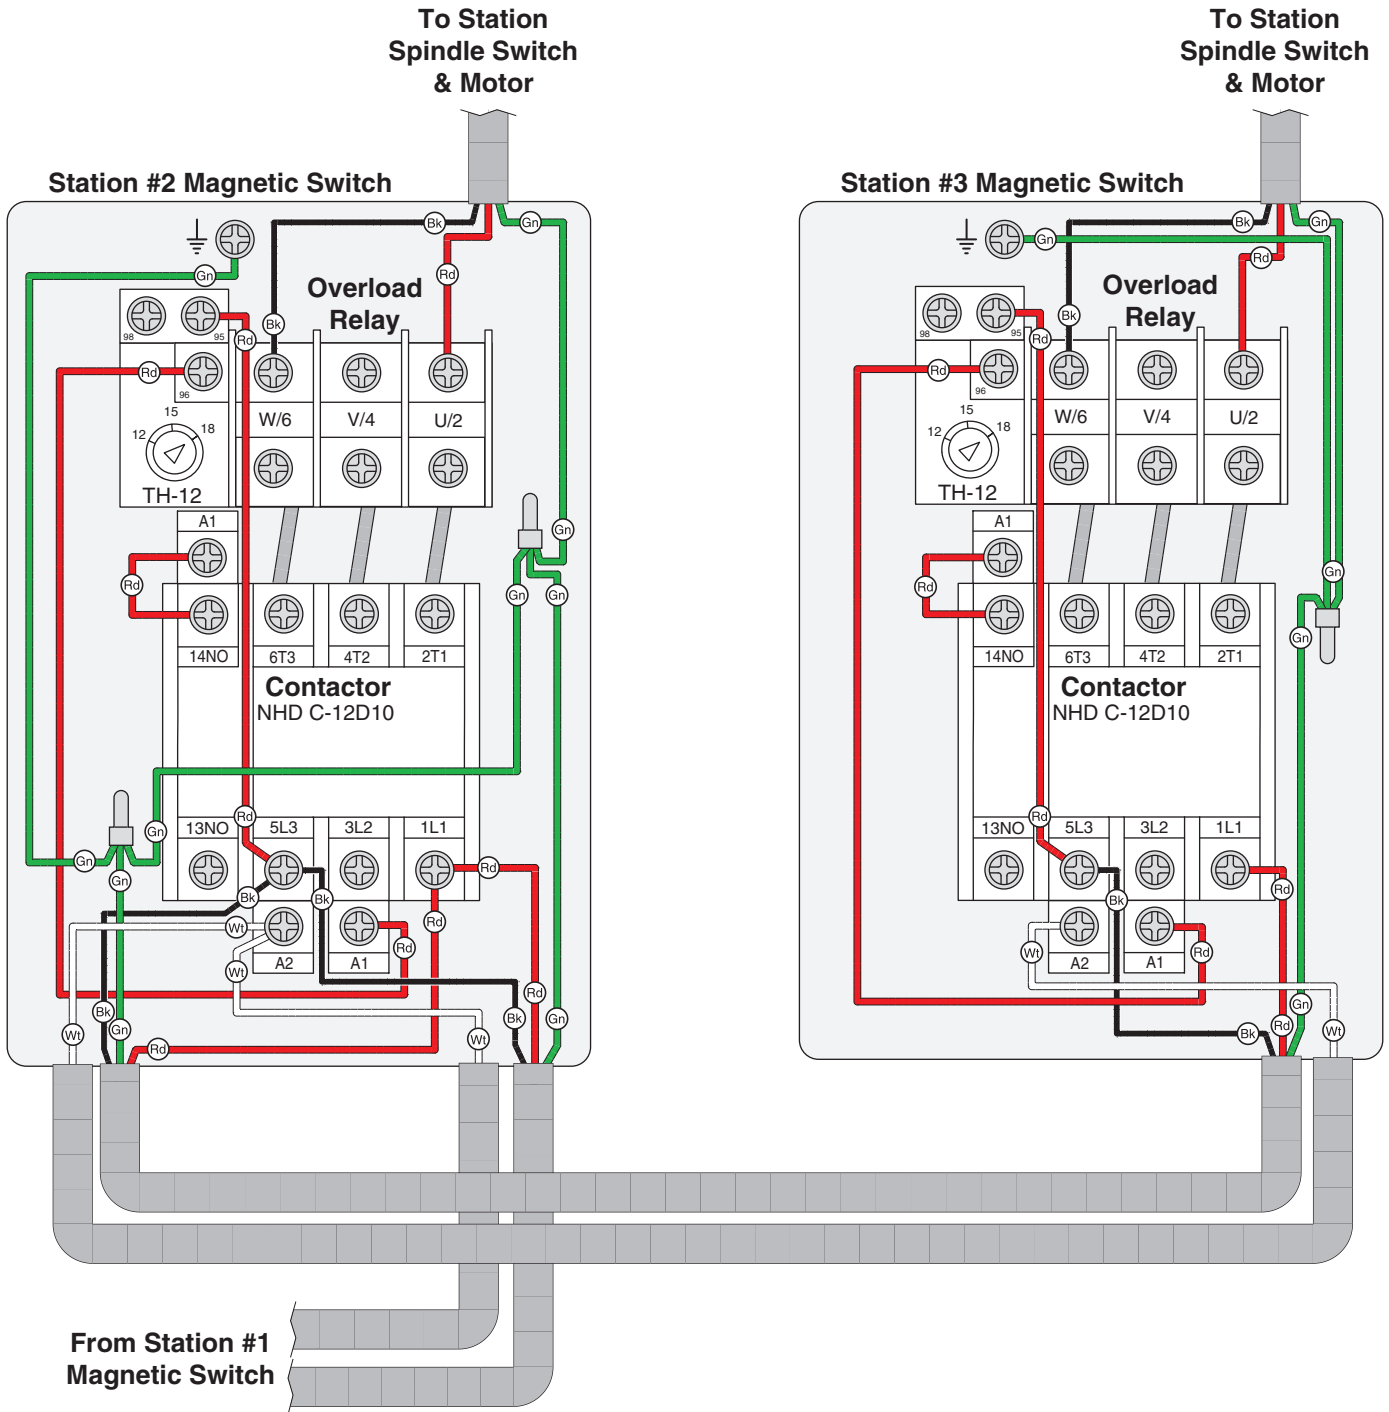 To Station
Spindle Switch
& Motor
To Station
Spindle Switch
& Motor
Station #2 Magnetic Switch
Bk
Gn
Gn
Rd
Overload
Relay
98
95
Bk
Rd
Rd
96
15
12
18
TH-12
W/6
V/4
U/2
A1
Gn
Rd
Gn
Gn
14NO
6T3
4T2
2T1
Contactor
NHD C-12D10
Rd
13NO
5L3
3L2
1L1
Gn
Gn
Gn
Rd
Bk
Bk
Wt
Rd
Rd
Wt
A2
A1
Rd
Bk
Bk
Gn
Gn
Wt
Wt
Rd
Station #3 Magnetic Switch
Bk
Gn
Gn
Rd
Overload
Relay
98
95
Bk
Rd
Rd
96
15
12
18
TH-12
W/6
V/4
U/2
A1
Gn
Rd
Gn
14NO
6T3
4T2
2T1
Contactor
NHD C-12D10
Rd
13NO
5L3
3L2
1L1
Rd
Bk
Wt
Rd
A2
A1
Gn
Rd
Bk
Wt
From Station #1
Magnetic Switch